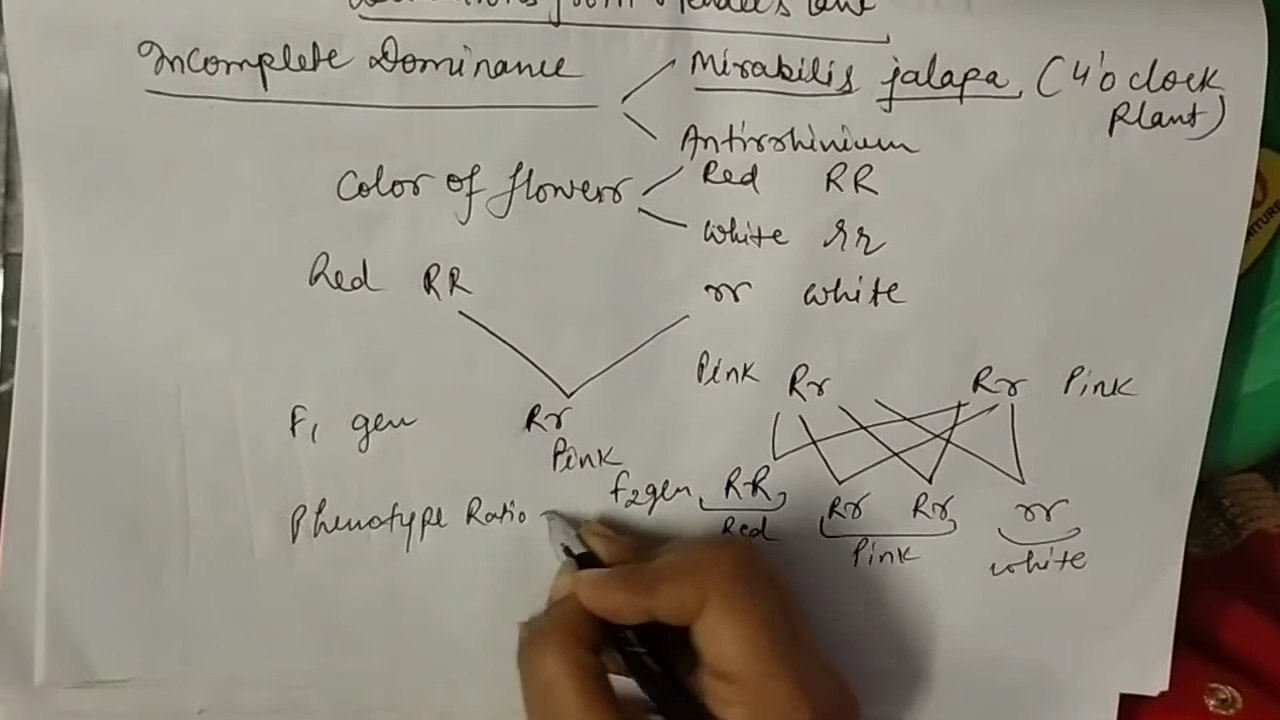 Incomplete Dominance
Mirabilis jalapa (4'o clock Plant)
Antirrhinium
Color of flowers
Red RR
White rr
Red RR
rr White
Pink Rr
Rr Pink
F1 gen
Rr
Pink
F2 gen RR Rr Rr rr
Red Pink White
Phenotype Ratio